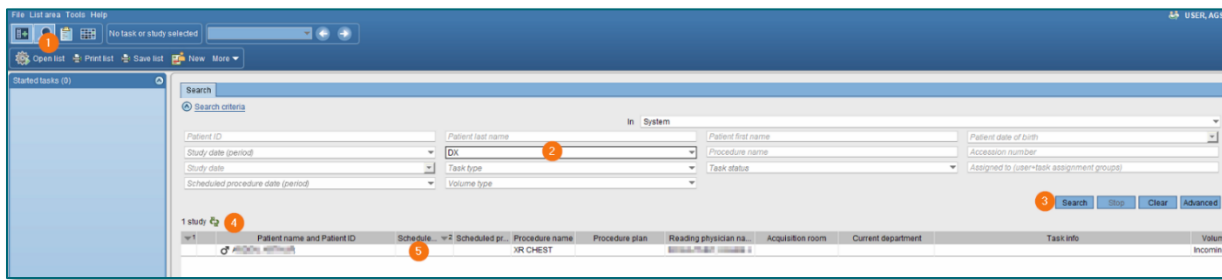 File List area Tools Help
USER, AGS
No task or study selected
1
Open list Print list Save list New More
Started tasks (0)
Search
Search criteria
In System
Patient ID Patient last name Patient first name Patient date of birth
Study date (period) DX 2 Procedure name Accession number
Study date Task type Task status Assigned to (user+task assignment groups)
Scheduled procedure date (period) Volume type
3 Search Stop Clear Advanced
1 study 4
1 Patient name and Patient ID Schedule... 2 Scheduled pr... Procedure name Procedure plan Reading physician na... Acquisition room Current department Task info Volum
5 XR CHEST Incomin